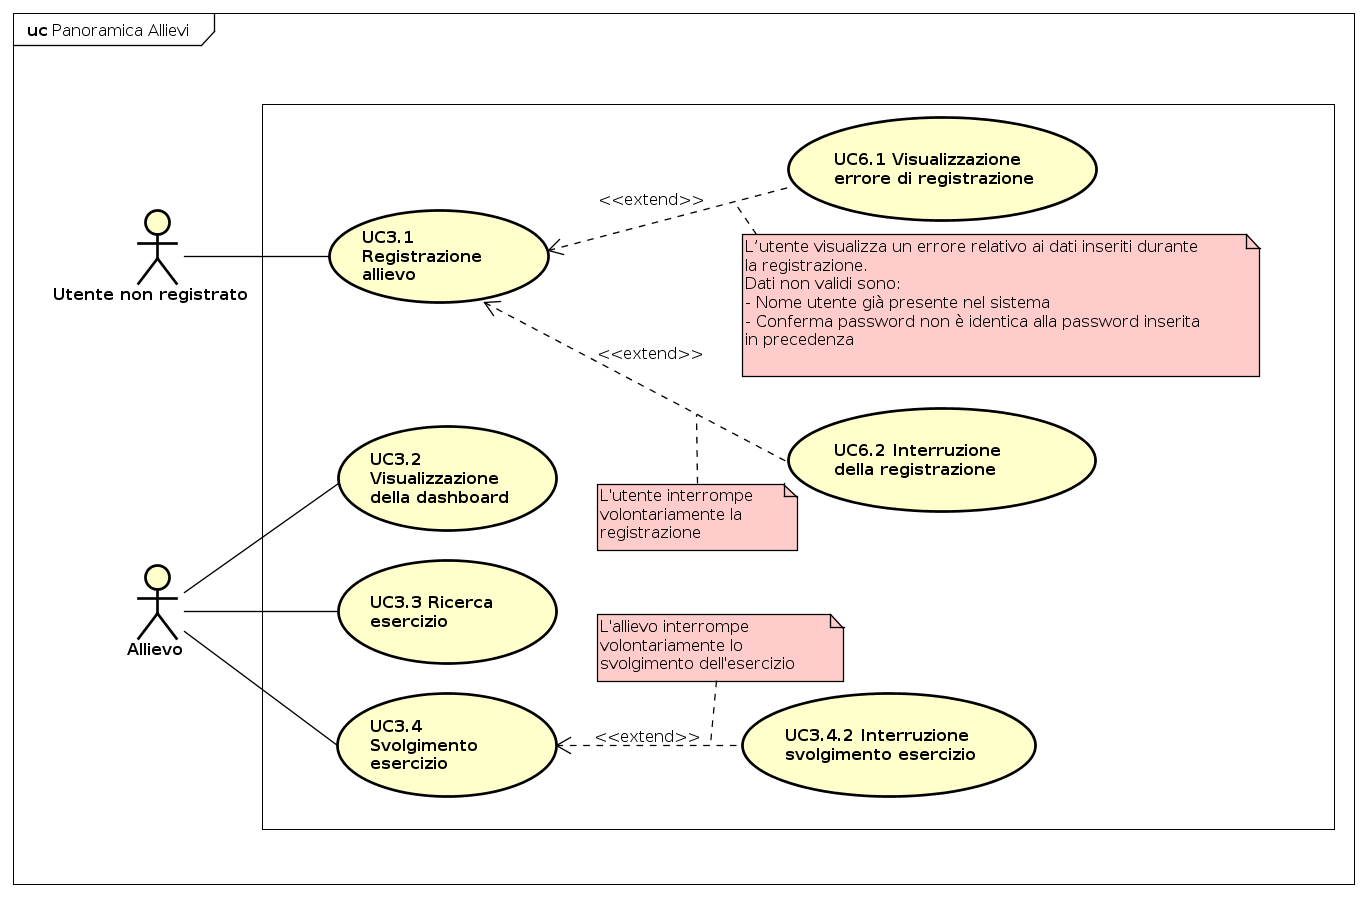 uc Panoramica Allievi
UC6.1 Visualizzazione
errore di registrazione
<<extend>>
UC3.1
Registrazione
allievo
Utente non registrato
L'utente visualizza un errore relativo ai dati inseriti durante
la registrazione.
Dati non validi sono:
- Nome utente già presente nel sistema
- Conferma password non è identica alla password inserita
in precedenza
<<extend>>
UC6.2 Interruzione
della registrazione
UC3.2
Visualizzazione
della dashboard
L'utente interrompe
volontariamente la
registrazione
UC3.3 Ricerca
esercizio
Allievo
L'allievo interrompe
volontariamente lo
svolgimento dell'esercizio
UC3.4
Svolgimento
esercizio
<<extend>>
UC3.4.2 Interruzione
svolgimento esercizio